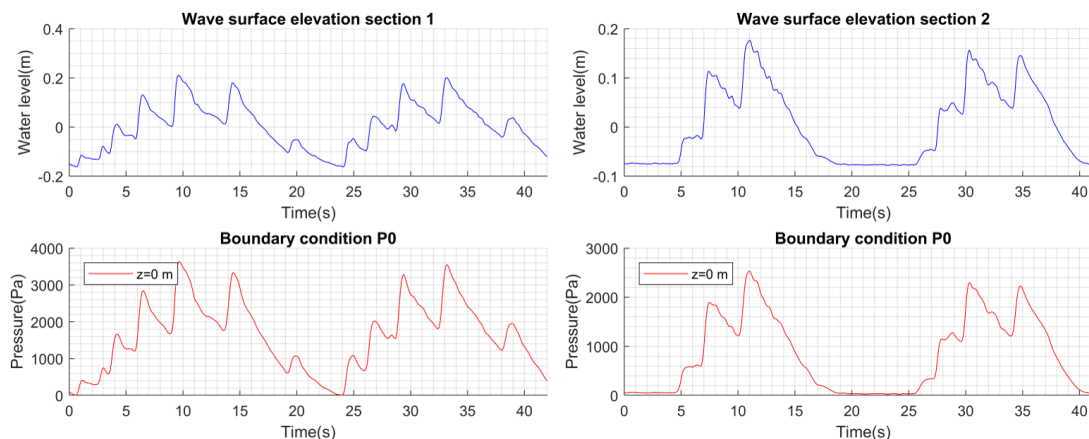 Wave surface elevation section 1
Water level(m)
0.4
0.2
0
-0.2
0 5 10 15 20 25 30 35 40
Time(s)
Wave surface elevation section 2
Water level(m)
0.2
0.1
0
-0.1
0 5 10 15 20 25 30 35 40
Time(s)
Boundary condition P0
Pressure(Pa)
4000
3000
2000
1000
0
z=0 m
0 5 10 15 20 25 30 35 40
Time(s)
Boundary condition P0
Pressure(Pa)
3000
2000
1000
0
z=0 m
0 5 10 15 20 25 30 35 40
Time(s)